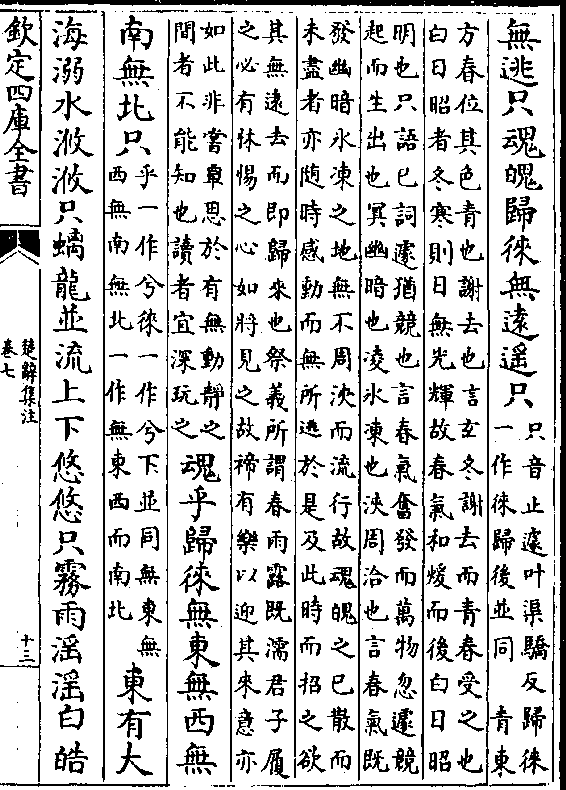 無逃只魂魄歸徠無遠遥只
只音止遽叶渠驕反歸徠
一作徠歸後並同 青東
方春位其色青也謝去也言玄冬謝去而青春受之也
白日昭者冬寒則日無光輝故春氣和煖而後白日昭
明也只語已詞遽猶競也言春氣奮發而萬物忽遽競
起而生出也冥幽暗也凌氷凍也浹周洽也言春氣既
發幽暗氷凍之地無不周浹而流行故魂魄之已散而
未盡者亦随時感動而無所逃於是及此時而招之欲
其無遠去而即歸來也祭義所謂春雨露既濡君子履
之必有怵惕之心如將見之故禘有樂以迎其來意亦
如此非嘗覃思於有無動靜之
間者不能知也讀者宜深玩之
魂乎歸徠無東無西無
南無北只
乎一作兮徠一作兮下並同無東無
西無南無北一作無東西而南北
東有大
海溺水浟浟只螭龍並流上下悠悠只霧雨淫淫白皓
欽定四庫全書
楚辭集注
卷七
十三